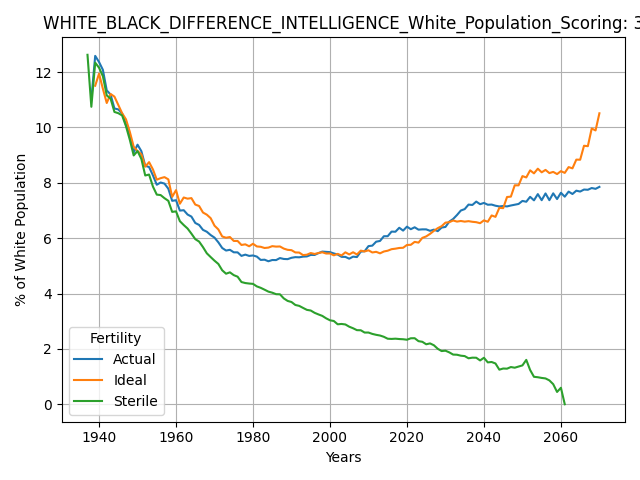 WHITE_BLACK_DIFFERENCE_INTELLIGENCE_White_Population_Scoring: 3
% of White Population
12
10
8
6
4
2
0
Fertility
Actual
Ideal
Sterile
1940 1960 1980 2000 2020 2040 2060
Years